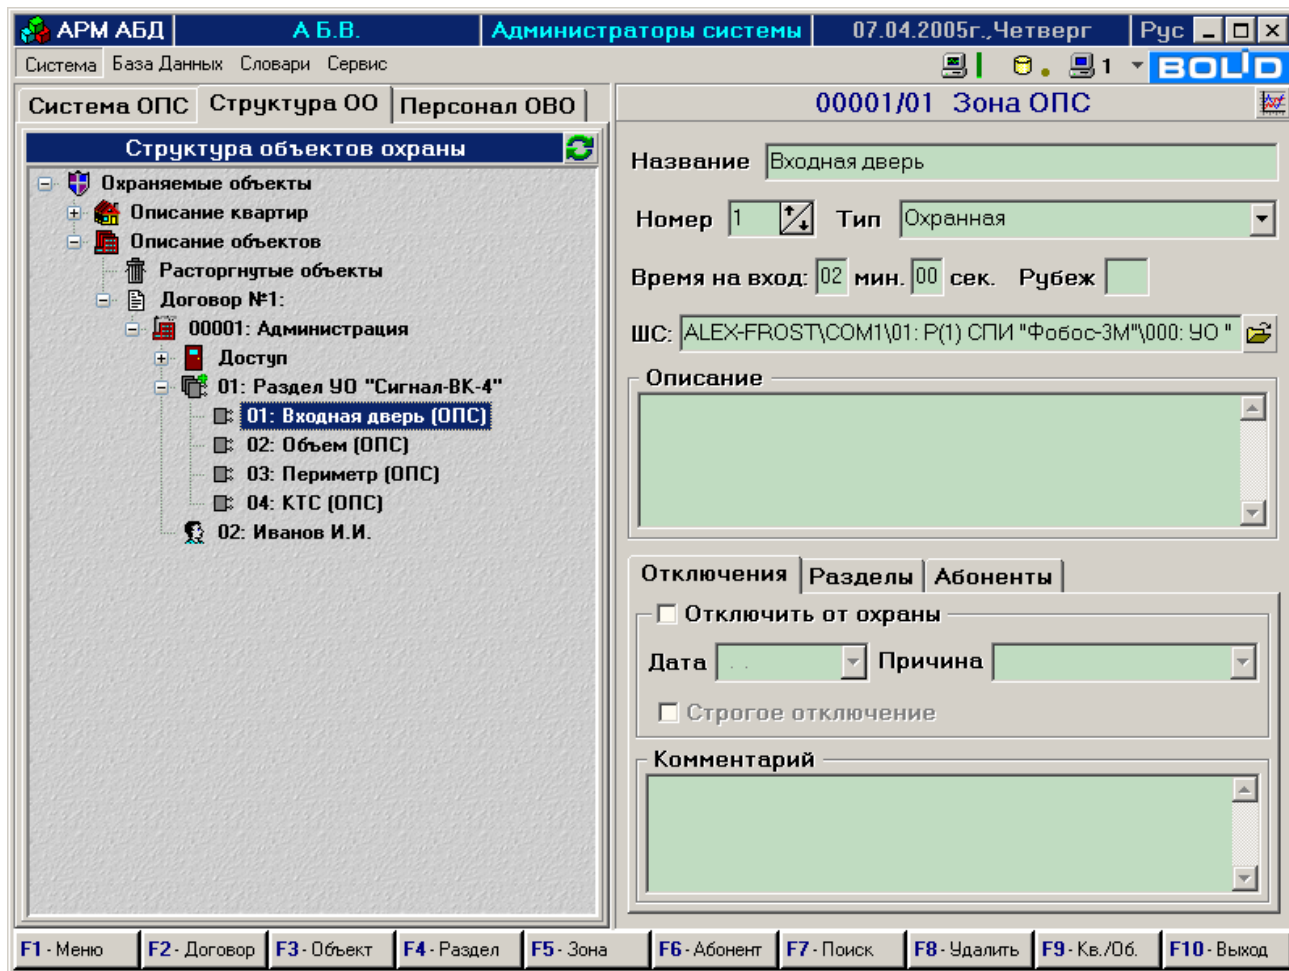 АРМ АБД А Б.В. Администраторы системы 07.04.2005г.,Четверг Рус
Система База Данных Словари Сервис 1 BOLID
Система ОПС Структура ОО Персонал ОВО
00001/01 Зона ОПС
Структура объектов охраны
Охраняемые объекты
Описание квартир
Описание объектов
Расторгнутые объекты
Договор №1:
00001: Администрация
Доступ
01: Раздел УО "Сигнал-ВК-4"
01: Входная дверь (ОПС)
02: Объем (ОПС)
03: Периметр (ОПС)
04: КТС (ОПС)
02: Иванов И.И.
Название Входная дверь
Номер 1 Тип Охранная
Время на вход: 02 мин. 00 сек. Рубеж
ШС: ALEX-FROST\COM1\01: Р(1) СПИ "Фобос-3М"\000: УО "
Описание
Отключения Разделы Абоненты
Отключить от охраны
Дата . . Причина
Строгое отключение
Комментарий
F1 - Меню F2 - Договор F3 - Объект F4 - Раздел F5 - Зона F6 - Абонент F7 - Поиск F8 - Удалить F9 - Кв./Об. F10 - Выход